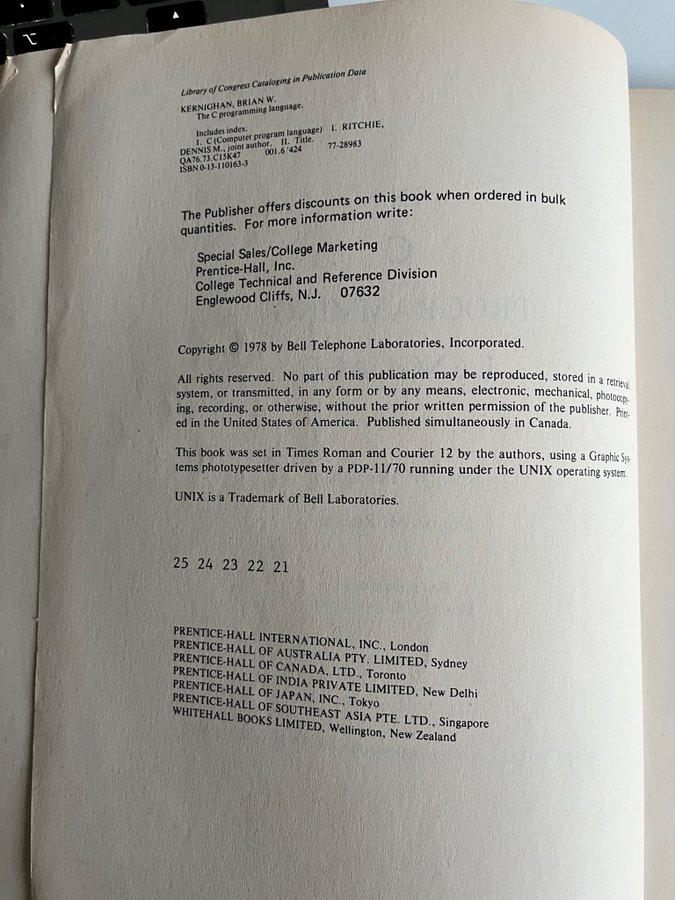 Library of Congress Cataloging in Publication Data
KERNIGHAN, BRIAN W.
The C programming language.
Includes index.
1. C (Computer program language) I. RITCHIE,
DENNIS M., joint author. II. Title.
QA76.73.C15K47 001.6'424 77-28983
ISBN 0-13-110163-3
The Publisher offers discounts on this book when ordered in bulk
quantities. For more information write:
Special Sales/College Marketing
Prentice-Hall, Inc.
College Technical and Reference Division
Englewood Cliffs, N.J. 07632
Copyright © 1978 by Bell Telephone Laboratories, Incorporated.
All rights reserved. No part of this publication may be reproduced, stored in a retrieval
system, or transmitted, in any form or by any means, electronic, mechanical, photocopy-
ing, recording, or otherwise, without the prior written permission of the publisher. Print-
ed in the United States of America. Published simultaneously in Canada.
This book was set in Times Roman and Courier 12 by the authors, using a Graphic Sys-
tems phototypesetter driven by a PDP-11/70 running under the UNIX operating system.
UNIX is a Trademark of Bell Laboratories.
25 24 23 22 21
PRENTICE-HALL INTERNATIONAL, INC., London
PRENTICE-HALL OF AUSTRALIA PTY. LIMITED, Sydney
PRENTICE-HALL OF CANADA, LTD., Toronto
PRENTICE-HALL OF INDIA PRIVATE LIMITED, New Delhi
PRENTICE-HALL OF JAPAN, INC., Tokyo
PRENTICE-HALL OF SOUTHEAST ASIA PTE. LTD., Singapore
WHITEHALL BOOKS LIMITED, Wellington, New Zealand